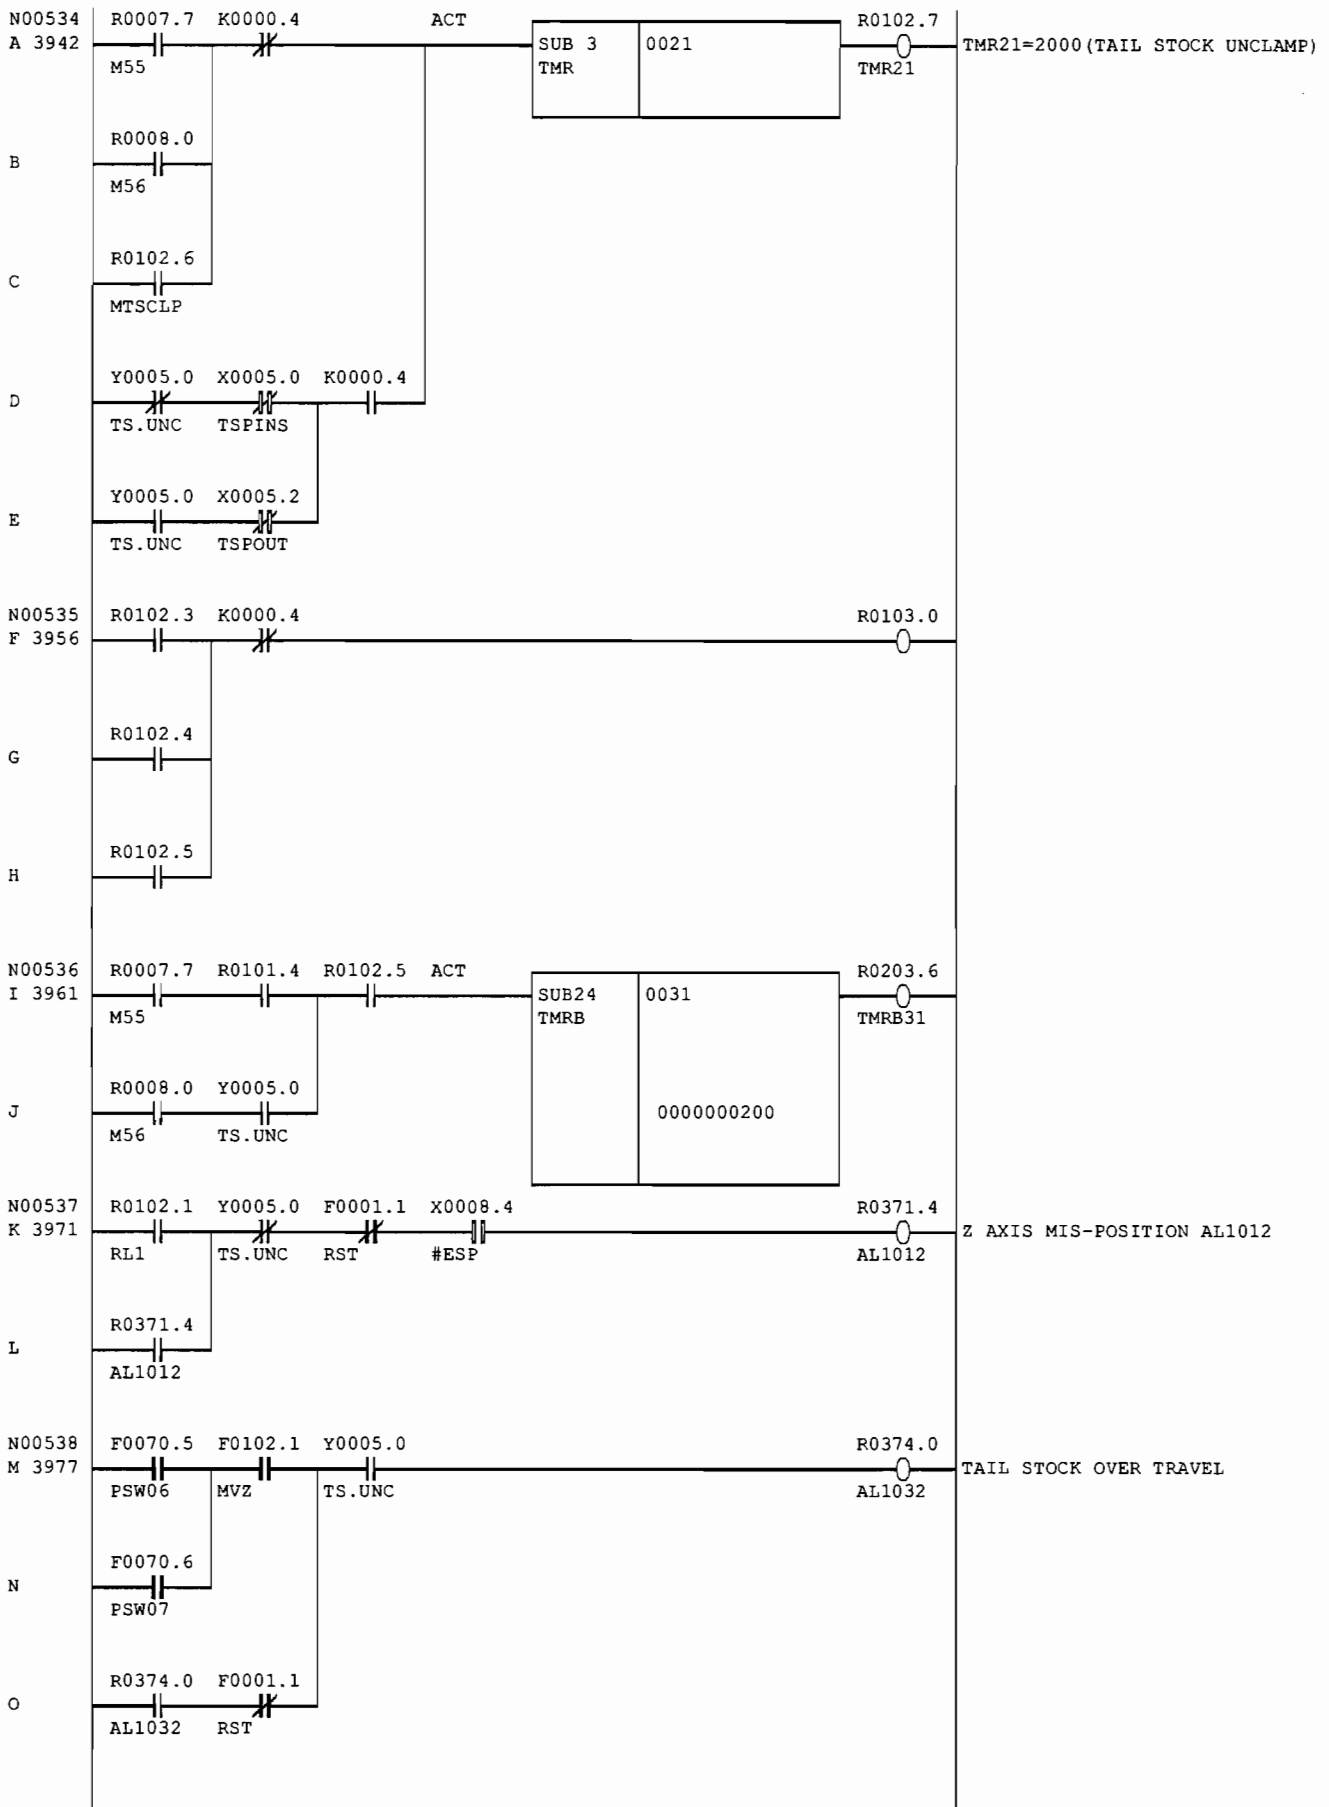 N00534 R0007.7 K0000.4 ACT R0102.7
A 3942 SUB 3 0021 TMR21=2000(TAIL STOCK UNCLAMP)
M55 TMR TMR21
R0008.0
B
M56
R0102.6
C
MTSCLP
Y0005.0 X0005.0 K0000.4
D
TS.UNC TSPINS
Y0005.0 X0005.2
E
TS.UNC TSPOUT
N00535 R0102.3 K0000.4 R0103.0
F 3956
R0102.4
G
R0102.5
H
N00536 R0007.7 R0101.4 R0102.5 ACT R0203.6
I 3961 SUB24 0031
M55 TMRB TMRB31
R0008.0 Y0005.0
J 0000000200
M56 TS.UNC
N00537 R0102.1 Y0005.0 F0001.1 X0008.4 R0371.4
K 3971 Z AXIS MIS-POSITION AL1012
RL1 TS.UNC RST #ESP AL1012
R0371.4
L
AL1012
N00538 F0070.5 F0102.1 Y0005.0 R0374.0
M 3977 TAIL STOCK OVER TRAVEL
PSW06 MVZ TS.UNC AL1032
F0070.6
N
PSW07
R0374.0 F0001.1
O
AL1032 RST